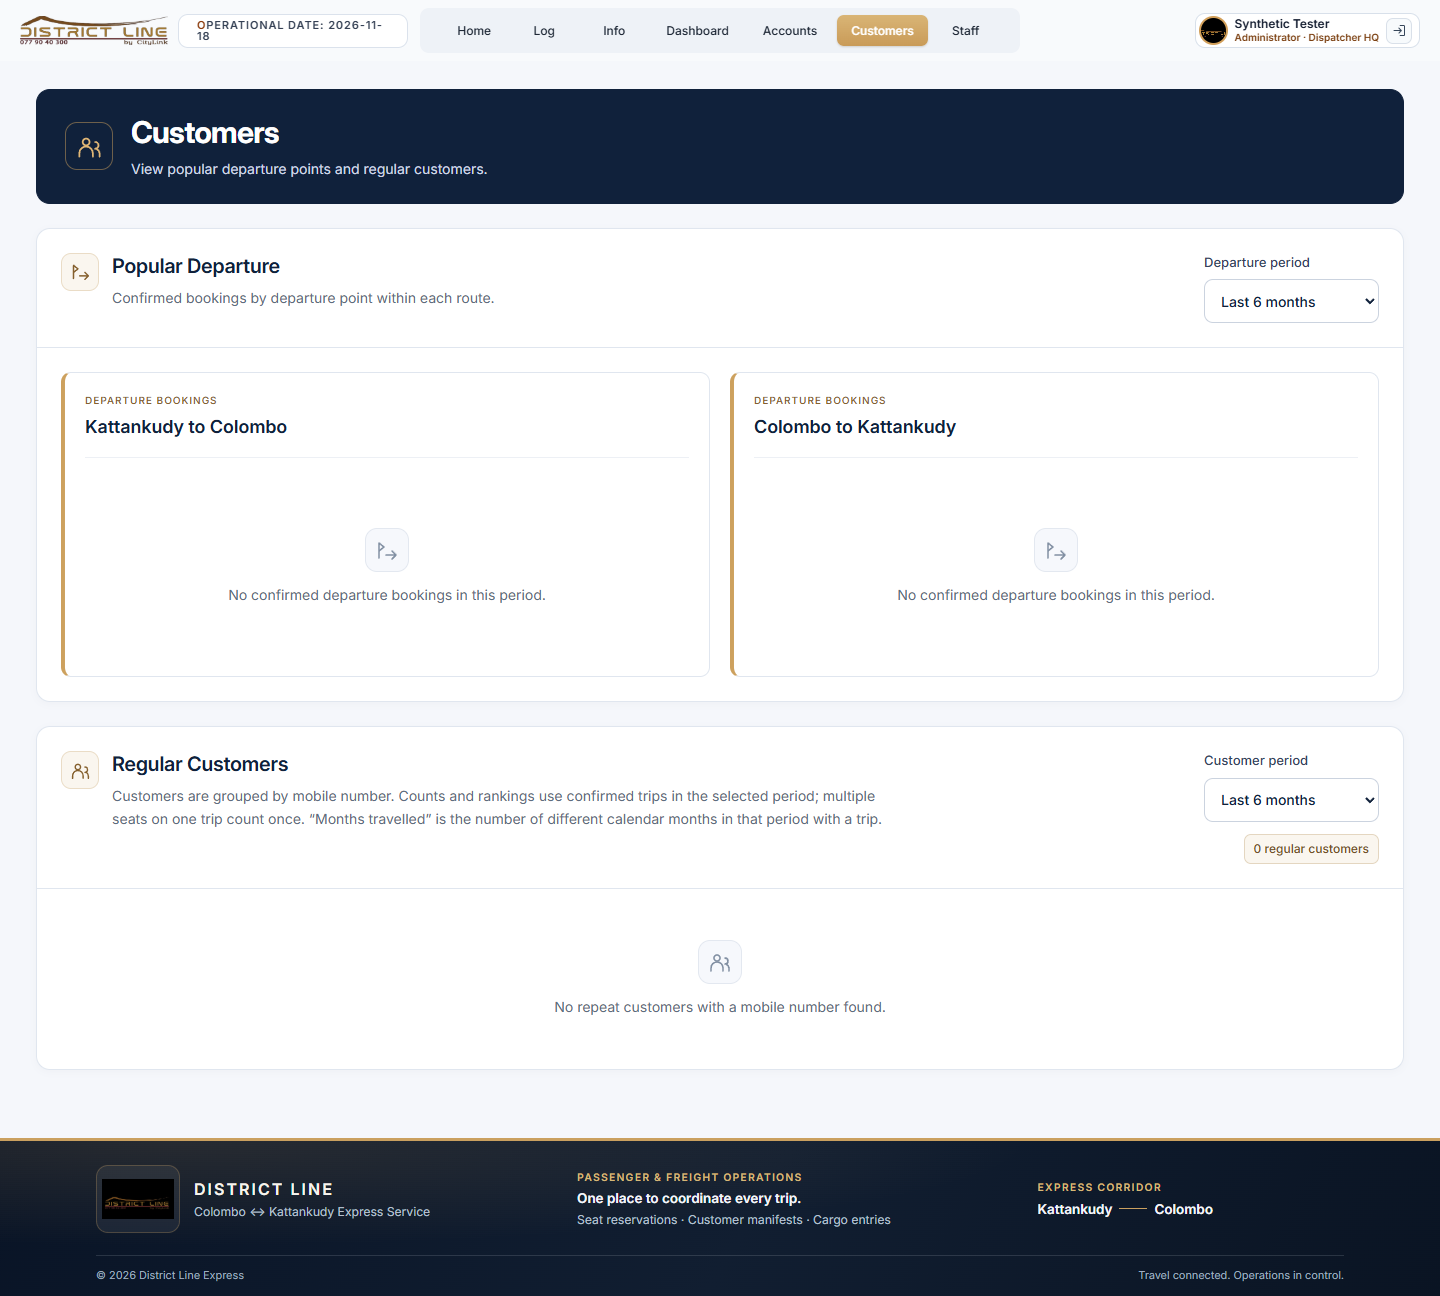 DISTRICT LINE
077 90 40 300
by CityLink
OPERATIONAL DATE: 2026-11-
18
Home
Log
Info
Dashboard
Accounts
Customers
Staff
Synthetic Tester
Administrator · Dispatcher HQ
Customers
View popular departure points and regular customers.
Popular Departure
Confirmed bookings by departure point within each route.
Departure period
Last 6 months
DEPARTURE BOOKINGS
Kattankudy to Colombo
No confirmed departure bookings in this period.
DEPARTURE BOOKINGS
Colombo to Kattankudy
No confirmed departure bookings in this period.
Regular Customers
Customers are grouped by mobile number. Counts and rankings use confirmed trips in the selected period; multiple
seats on one trip count once. “Months travelled” is the number of different calendar months in that period with a trip.
Customer period
Last 6 months
0 regular customers
No repeat customers with a mobile number found.
DISTRICT LINE
DISTRICT LINE
Colombo ↔ Kattankudy Express Service
PASSENGER & FREIGHT OPERATIONS
One place to coordinate every trip.
Seat reservations · Customer manifests · Cargo entries
EXPRESS CORRIDOR
Kattankudy — Colombo
© 2026 District Line Express
Travel connected. Operations in control.